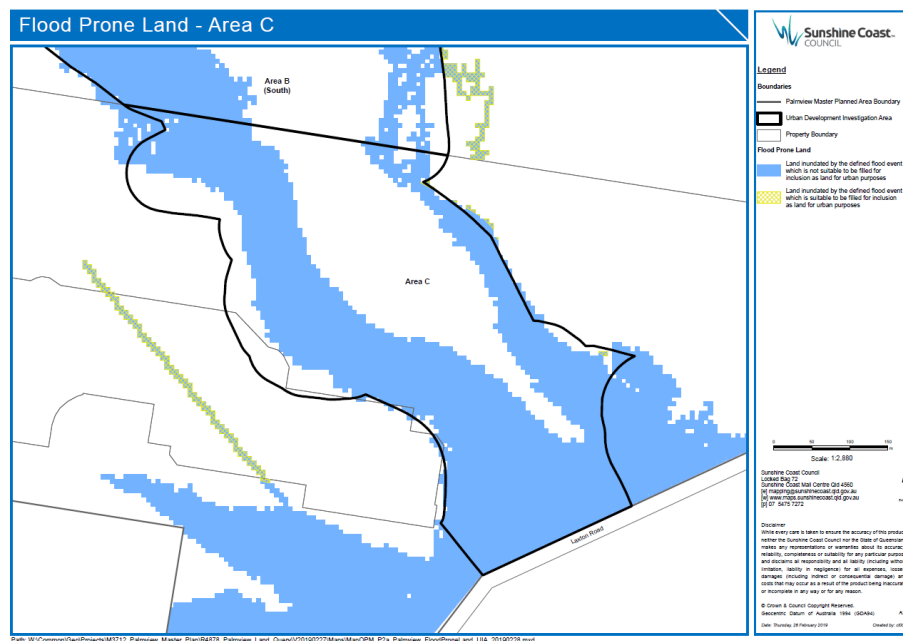 Flood Prone Land - Area C
Area B
(South)
Area C
Laxton Road
Sunshine Coast
COUNCIL
Legend
Boundaries
Palmview Master Planned Area Boundary
Urban Development Investigation Area
Property Boundary
Flood Prone Land
Land inundated by the defined flood event
which is not suitable to be filled for
inclusion as land for urban purposes
Land inundated by the defined flood event
which is suitable to be filled for inclusion
as land for urban purposes
0 50 100 150
m
Scale: 1:2,880
Sunshine Coast Council
Locked Bag 72
Sunshine Coast Mail Centre Qld 4560
[e] mapping@sunshinecoast.qld.gov.au
[w] www.maps.sunshinecoast.qld.gov.au
[p] 07 5475 7272
Disclaimer
While every care is taken to ensure the accuracy of this produc
neither the Sunshine Coast Council nor the State of Queenslan
makes any representations or warranties about its accurac
reliability, completeness or suitability for any particular purpos
and disclaims all responsibility and all liability (including witho
limitation, liability in negligence) for all expenses, losse
damages (including indirect or consequential damage) an
costs that may occur as a result of the product being inaccurat
or incomplete in any way or for any reason.
© Crown & Council Copyright Reserved.
Geocentric Datum of Australia 1994 (GDA94)
Date: Thursday, 28 February 2019 Created by: